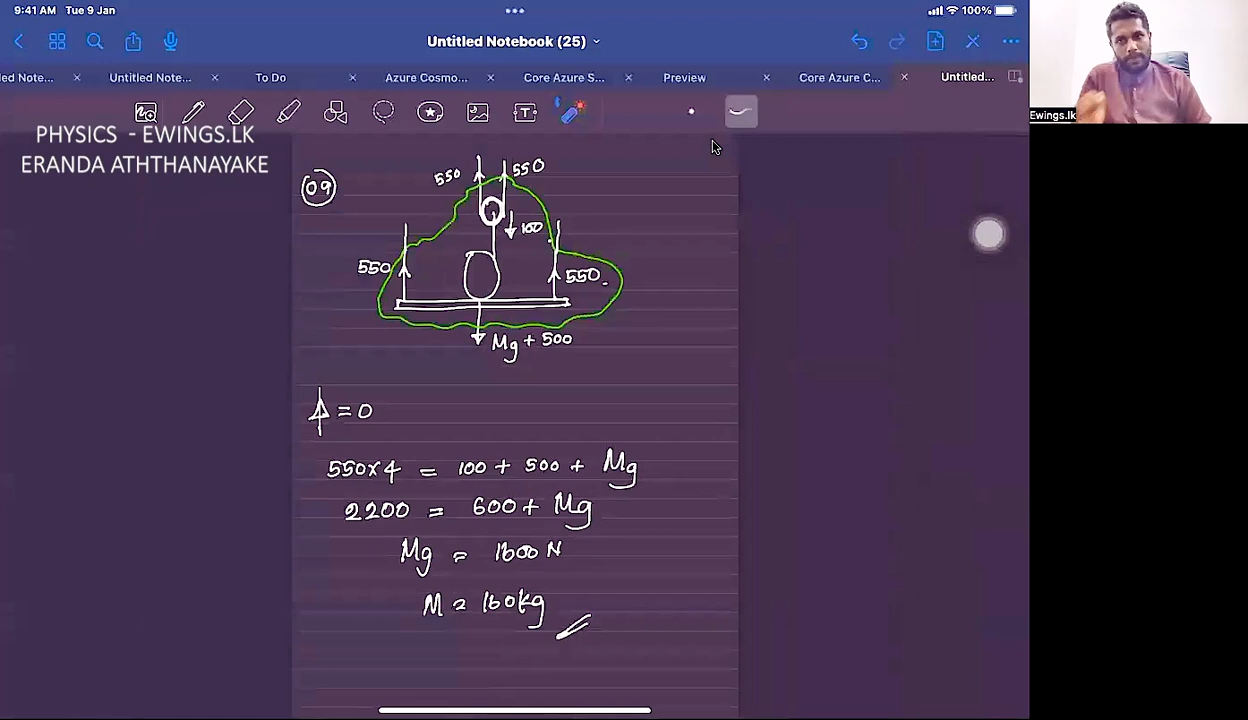 9:41 AM Tue 9 Jan
100%
Untitled Notebook (25)
led Note...
Untitled Note...
To Do
Azure Cosmo...
Core Azure S...
Preview
Core Azure C...
Untitled...
PHYSICS - EWINGS.LK
ERANDA ATHTHANAYAKE
Ewings.lk
09
550 550
100
550 550.
Mg + 500
= 0
550×4 = 100 + 500 + Mg
2200 = 600 + Mg
Mg = 1600 N
M = 160kg